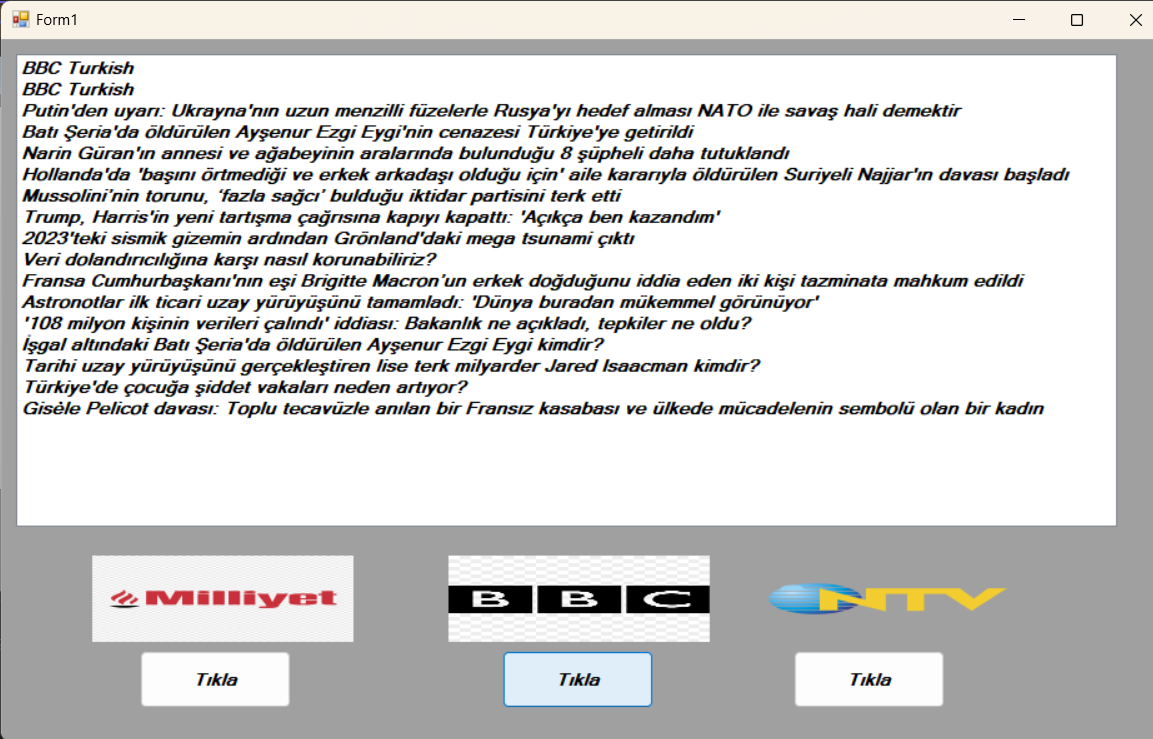 Form1
BBC Turkish
BBC Turkish
Putin'den uyarı: Ukrayna'nın uzun menzilli füzelerle Rusya'yı hedef alması NATO ile savaş hali demektir
Batı Şeria'da öldürülen Ayşenur Ezgi Eygi'nin cenazesi Türkiye'ye getirildi
Narin Güran'ın annesi ve ağabeyinin aralarında bulunduğu 8 şüpheli daha tutuklandı
Hollanda'da 'başını örtmediği ve erkek arkadaşı olduğu için' aile kararıyla öldürülen Suriyeli Najjar'ın davası başladı
Mussolini’nin torunu, ‘fazla sağcı’ bulduğu iktidar partisini terk etti
Trump, Harris'in yeni tartışma çağrısına kapıyı kapattı: 'Açıkça ben kazandım'
2023'teki sismik gizemin ardından Grönland'daki mega tsunami çıktı
Veri dolandırıcılığına karşı nasıl korunabiliriz?
Fransa Cumhurbaşkanı'nın eşi Brigitte Macron’un erkek doğduğunu iddia eden iki kişi tazminata mahkum edildi
Astronotlar ilk ticari uzay yürüyüşünü tamamladı: 'Dünya buradan mükemmel görünüyor'
'108 milyon kişinin verileri çalındı' iddiası: Bakanlık ne açıkladı, tepkiler ne oldu?
İşgal altındaki Batı Şeria'da öldürülen Ayşenur Ezgi Eygi kimdir?
Tarihi uzay yürüyüşünü gerçekleştiren lise terk milyarder Jared Isaacman kimdir?
Türkiye'de çocuğa şiddet vakaları neden artıyor?
Gisèle Pelicot davası: Toplu tecavüzle anılan bir Fransız kasabası ve ülkede mücadelenin sembolü olan bir kadın
Milliyet
BBC
NTV
Tıkla
Tıkla
Tıkla